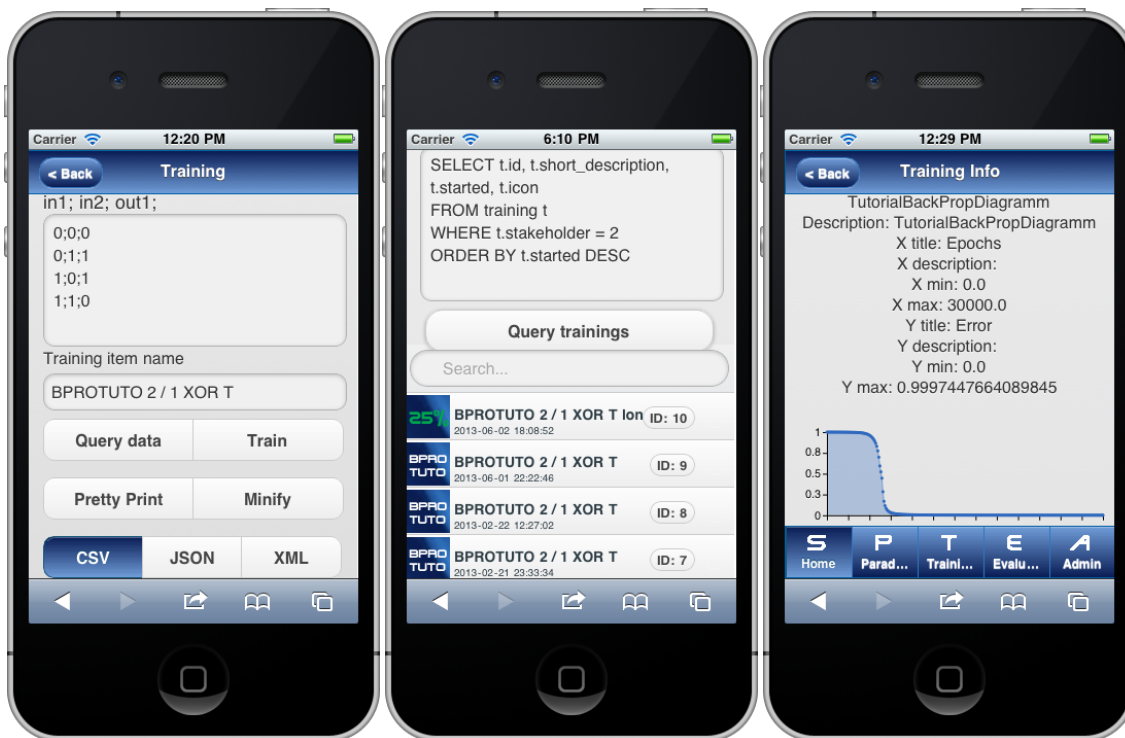 Carrier 12:20 PM
< Back Training
in1; in2; out1;
0;0;0
0;1;1
1;0;1
1;1;0
Training item name
BPROTUTO 2 / 1 XOR T
Query data Train
Pretty Print Minify
CSV JSON XML
Carrier 6:10 PM
SELECT t.id, t.short_description,
t.started, t.icon
FROM training t
WHERE t.stakeholder = 2
ORDER BY t.started DESC
Query trainings
Search...
25% BPROTUTO 2 / 1 XOR T lon ID: 10
2013-06-02 18:08:52
BPRO TUTO BPROTUTO 2 / 1 XOR T ID: 9
2013-06-01 22:22:46
BPRO TUTO BPROTUTO 2 / 1 XOR T ID: 8
2013-02-22 12:27:02
BPRO TUTO BPROTUTO 2 / 1 XOR T ID: 7
2013-02-21 23:33:34
Carrier 12:29 PM
< Back Training Info
TutorialBackPropDiagramm
Description: TutorialBackPropDiagramm
X title: Epochs
X description:
X min: 0.0
X max: 30000.0
Y title: Error
Y description:
Y min: 0.0
Y max: 0.9997447664089845
1
0.8
0.5
0.3
0
S P T E A
Home Parad... Traini... Evalu... Admin